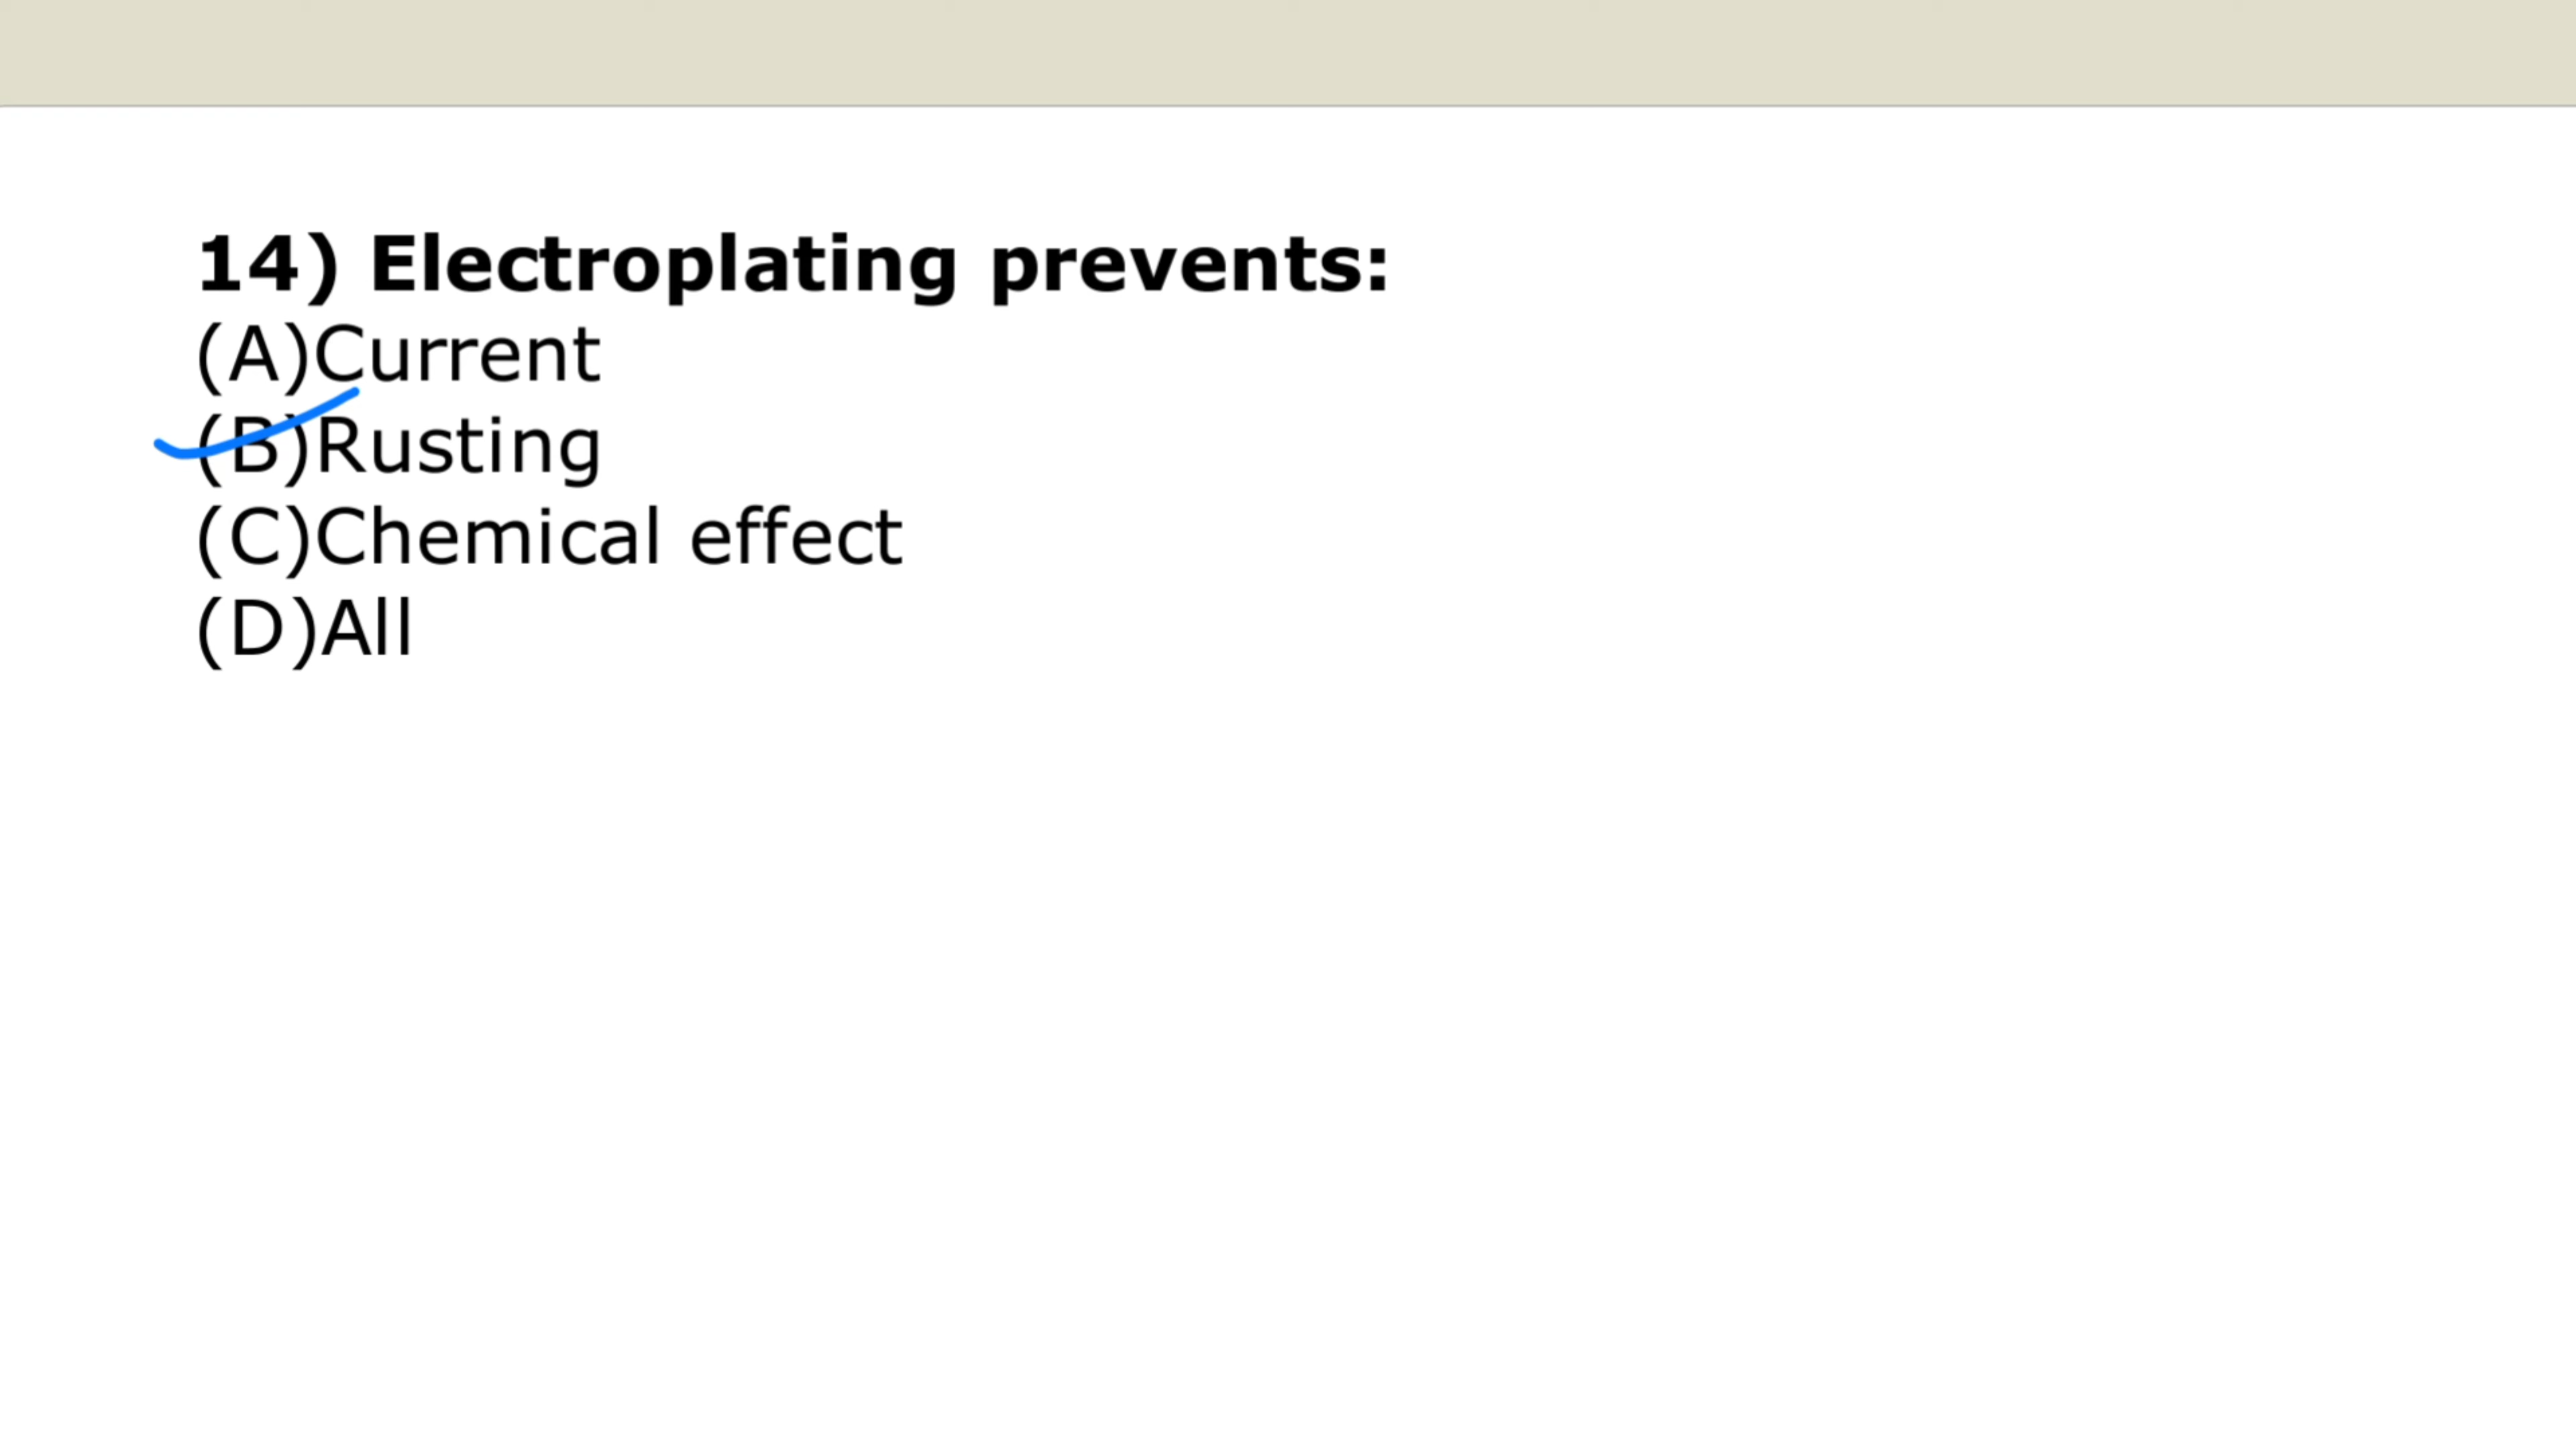 14) Electroplating prevents:
(A)Current
(B)Rusting
(C)Chemical effect
(D)All